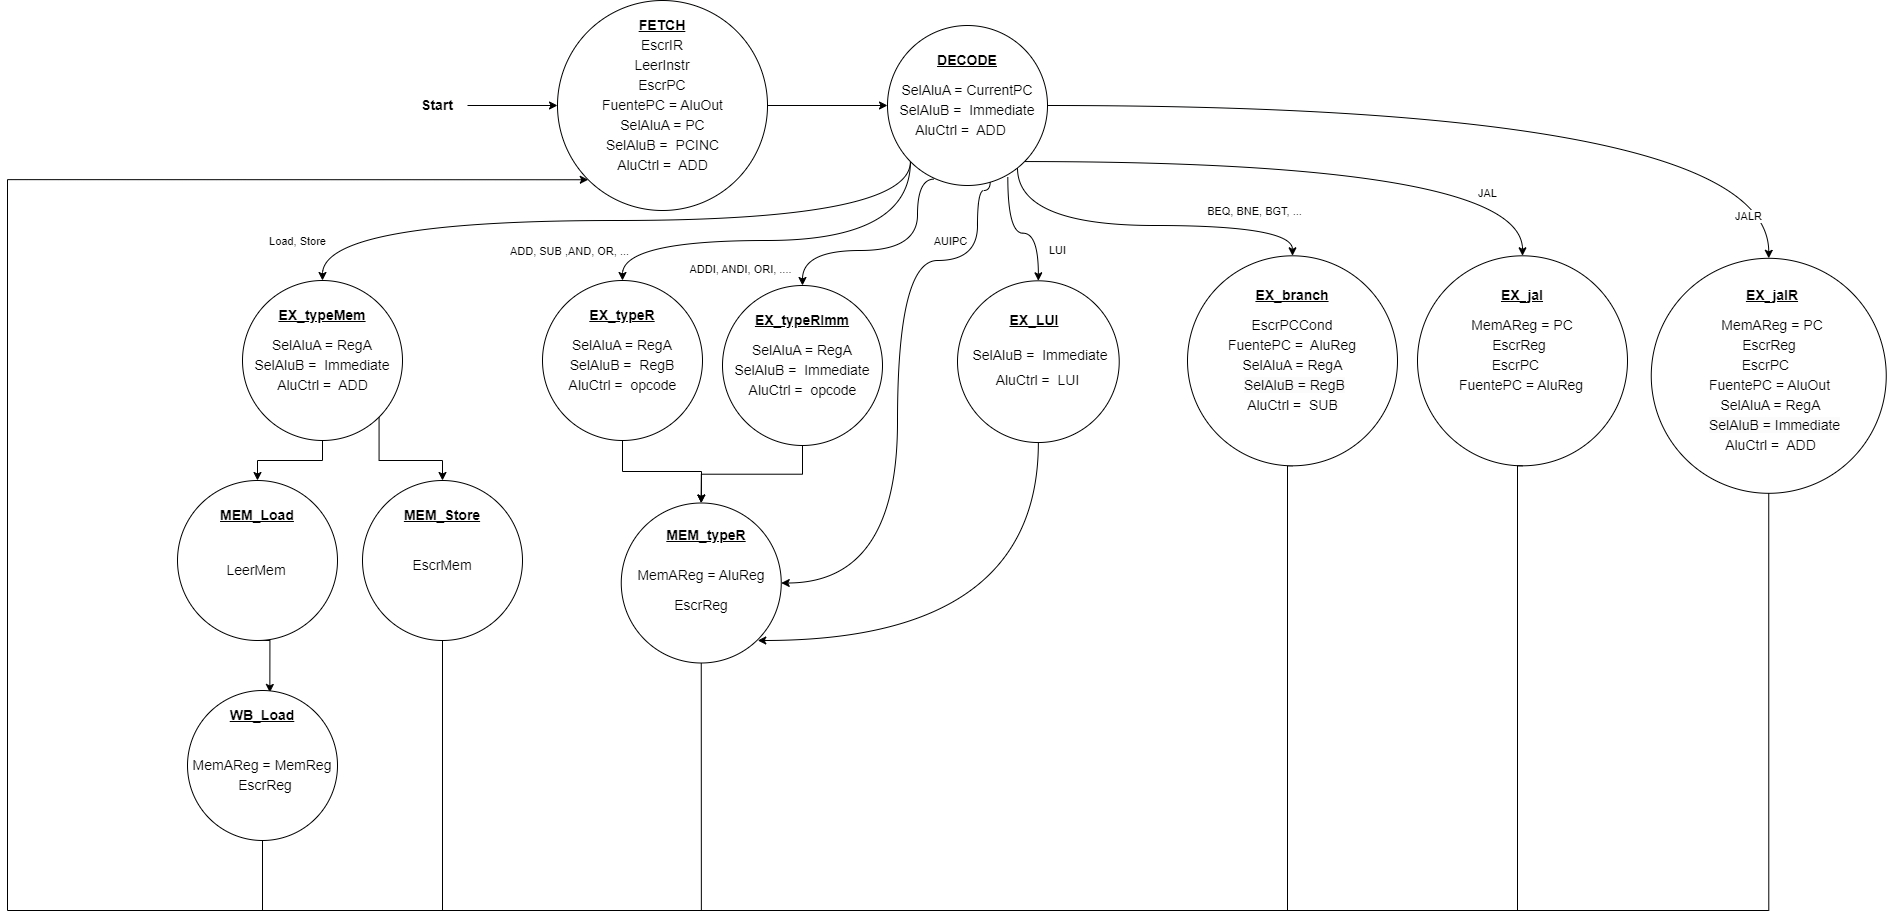 Start
FETCH
EscrIR
LeerInstr
EscrPC
FuentePC = AluOut
SelAluA = PC
SelAluB = PCINC
AluCtrl = ADD
DECODE
SelAluA = CurrentPC
SelAluB = Immediate
AluCtrl = ADD
Load, Store
ADD, SUB ,AND, OR, ...
ADDI, ANDI, ORI, ....
AUIPC
LUI
BEQ, BNE, BGT, ...
JAL
JALR
EX_typeMem
SelAluA = RegA
SelAluB = Immediate
AluCtrl = ADD
EX_typeR
SelAluA = RegA
SelAluB = RegB
AluCtrl = opcode
EX_typeRImm
SelAluA = RegA
SelAluB = Immediate
AluCtrl = opcode
EX_LUI
SelAluB = Immediate
AluCtrl = LUI
EX_branch
EscrPCCond
FuentePC = AluReg
SelAluA = RegA
SelAluB = RegB
AluCtrl = SUB
EX_jal
MemAReg = PC
EscrReg
EscrPC
FuentePC = AluReg
EX_jalR
MemAReg = PC
EscrReg
EscrPC
FuentePC = AluOut
SelAluA = RegA
SelAluB = Immediate
AluCtrl = ADD
MEM_Load
LeerMem
MEM_Store
EscrMem
MEM_typeR
MemAReg = AluReg
EscrReg
WB_Load
MemAReg = MemReg
EscrReg